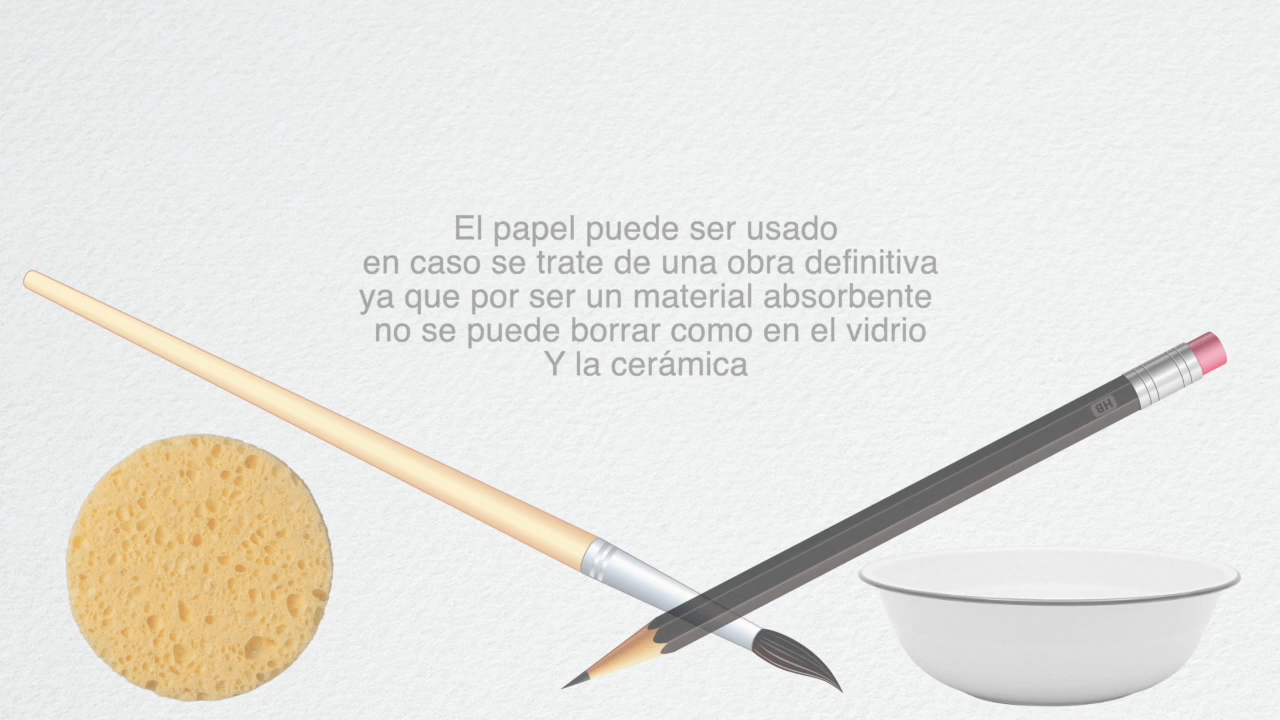 El papel puede ser usado
en caso se trate de una obra definitiva
ya que por ser un material absorbente
no se puede borrar como en el vidrio
Y la cerámica
HB